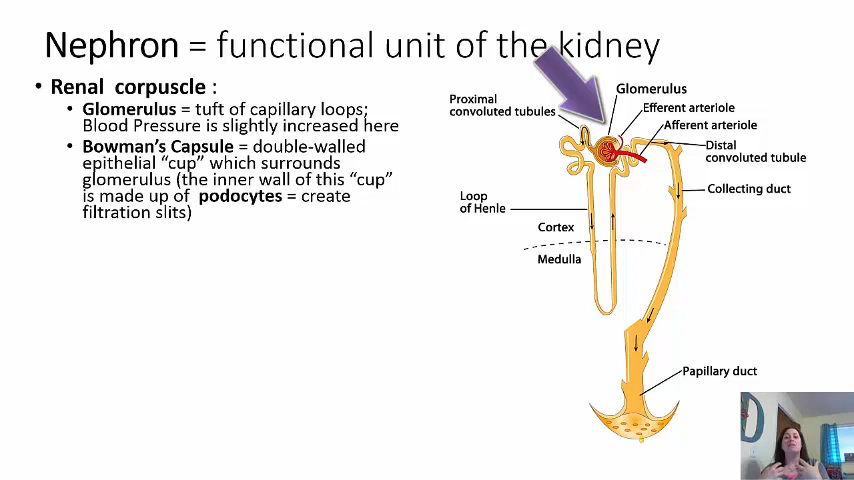 Nephron = functional unit of the kidney
• Renal corpuscle :
• Glomerulus = tuft of capillary loops;
Blood Pressure is slightly increased here
• Bowman's Capsule = double-walled
epithelial "cup" which surrounds
glomerulus (the inner wall of this "cup"
is made up of podocytes = create
filtration slits)
Glomerulus
Proximal
convoluted tubules
Efferent arteriole
Afferent arteriole
Distal
convoluted tubule
Collecting duct
Loop
of Henle
Cortex
Medulla
Papillary duct